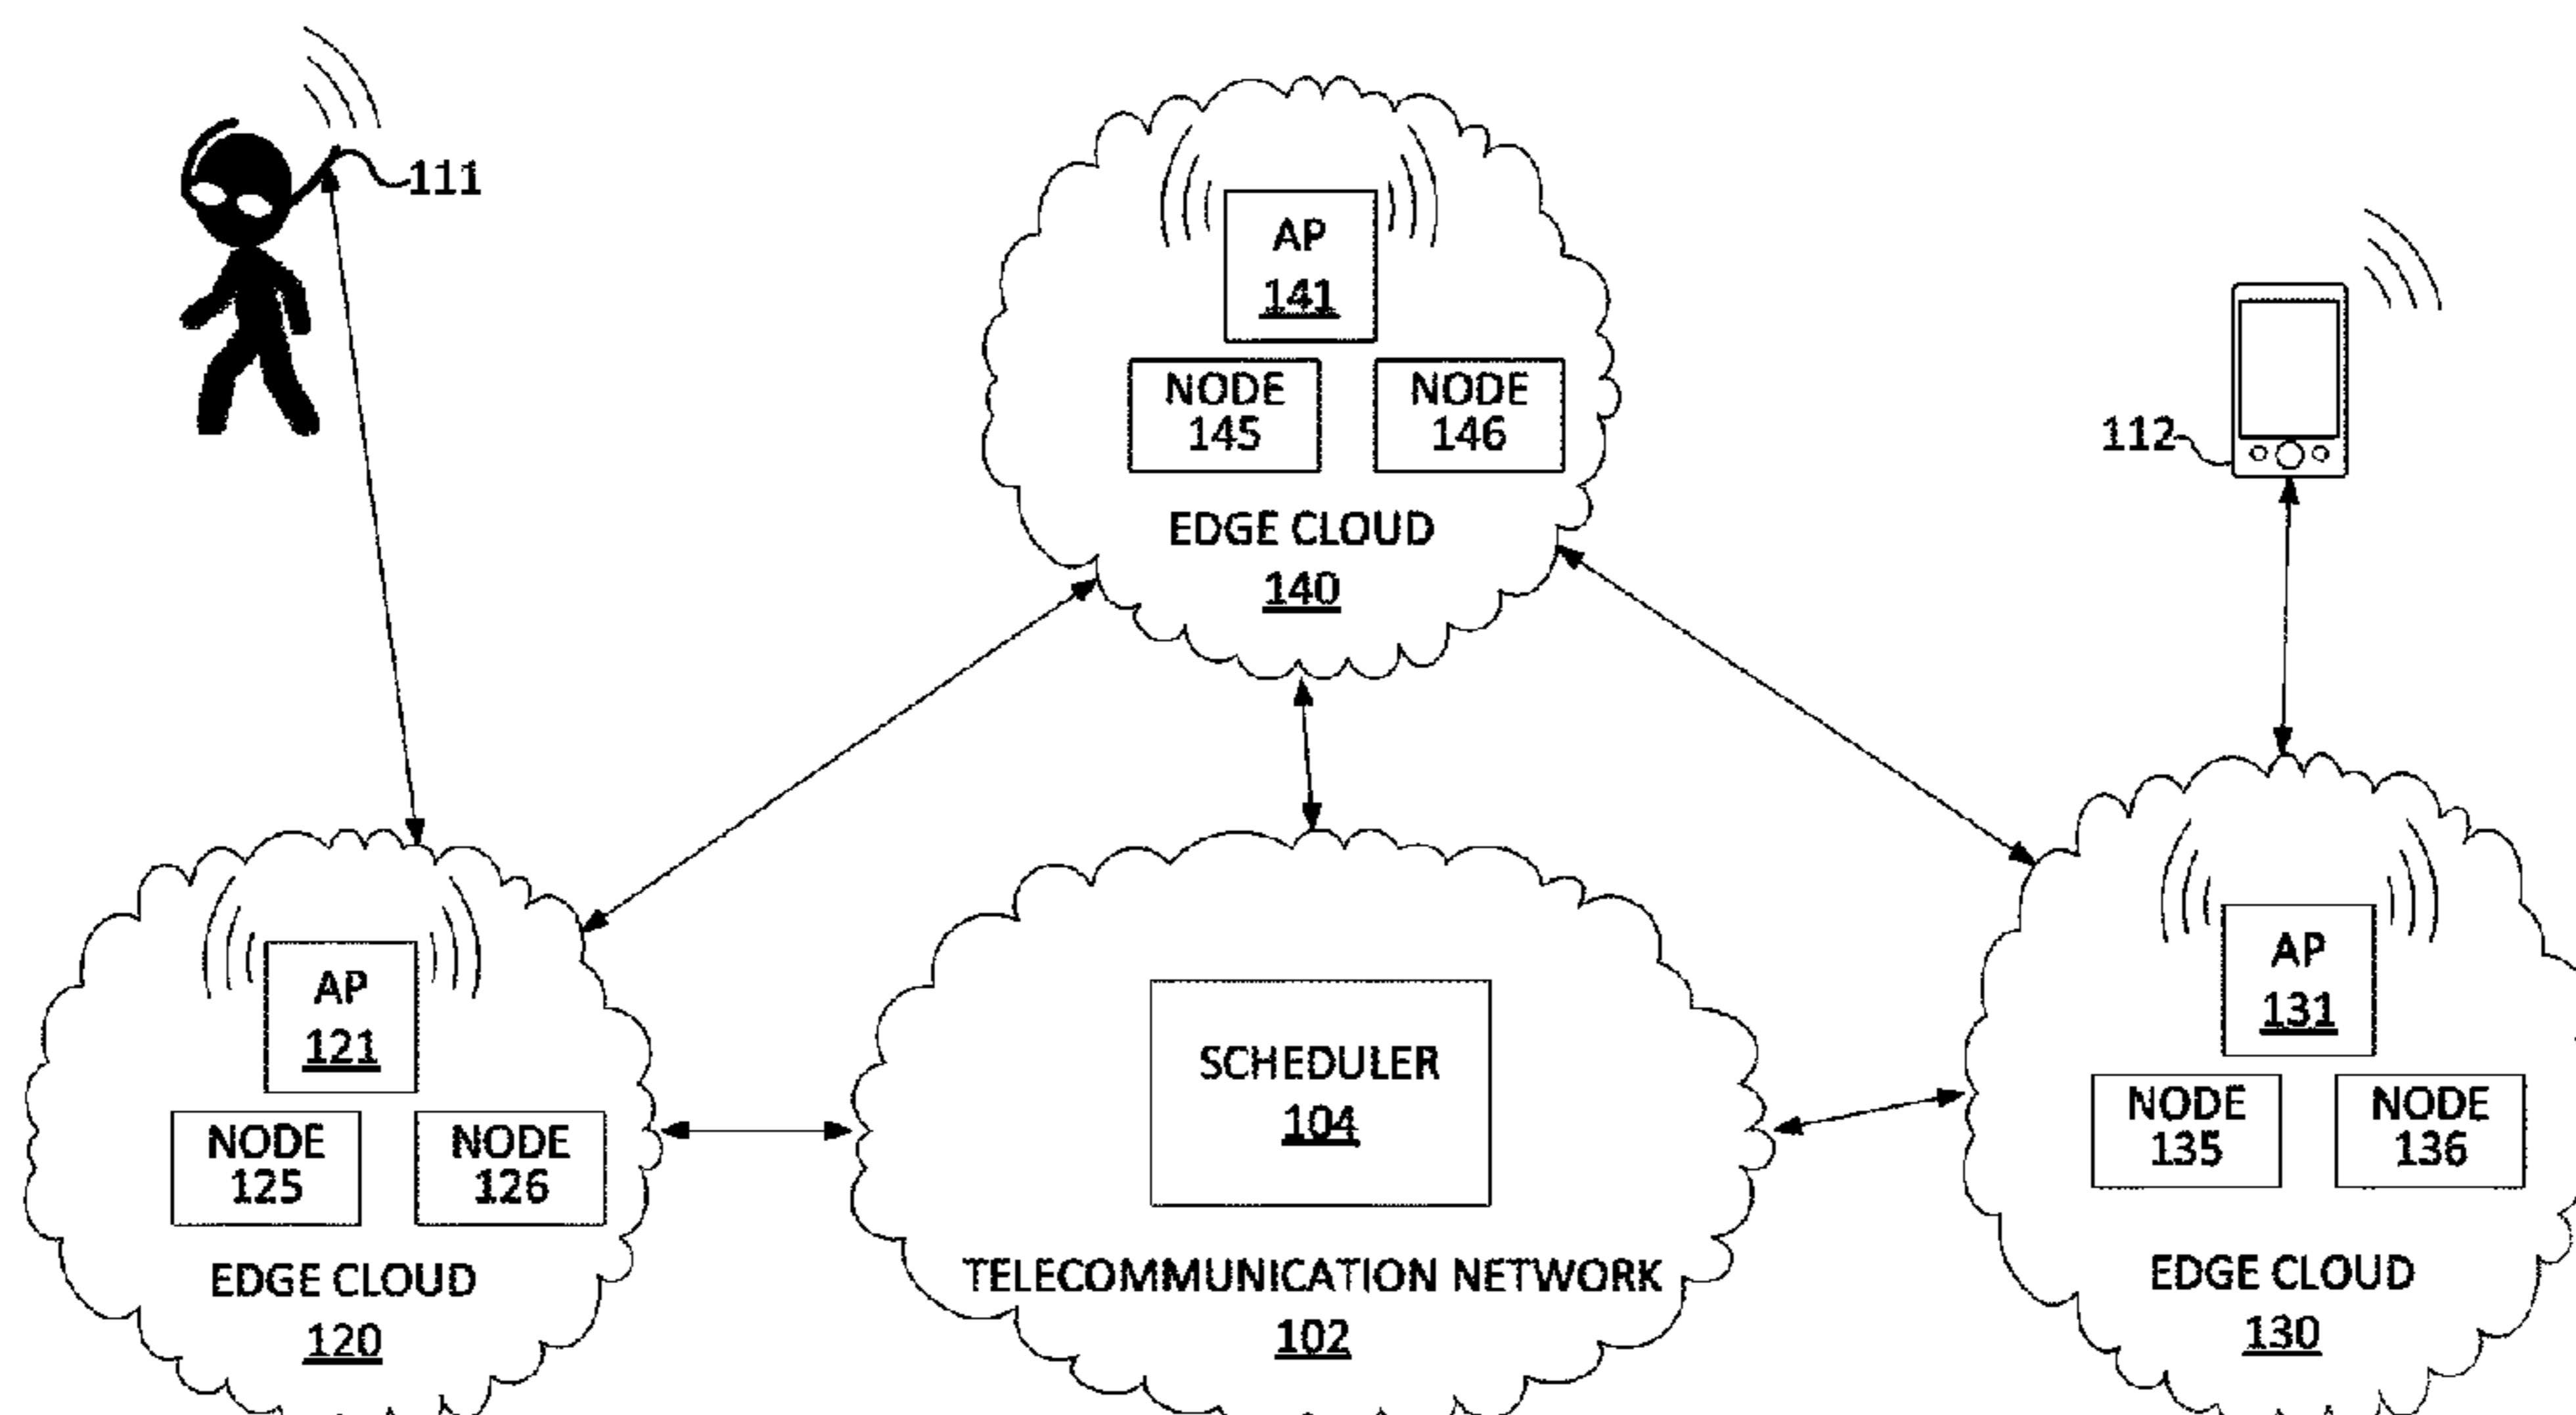 111
AP
141
NODE
145
NODE
146
EDGE CLOUD
140
112
AP
121
NODE
125
NODE
126
EDGE CLOUD
120
SCHEDULER
104
TELECOMMUNICATION NETWORK
102
AP
131
NODE
135
NODE
136
EDGE CLOUD
130